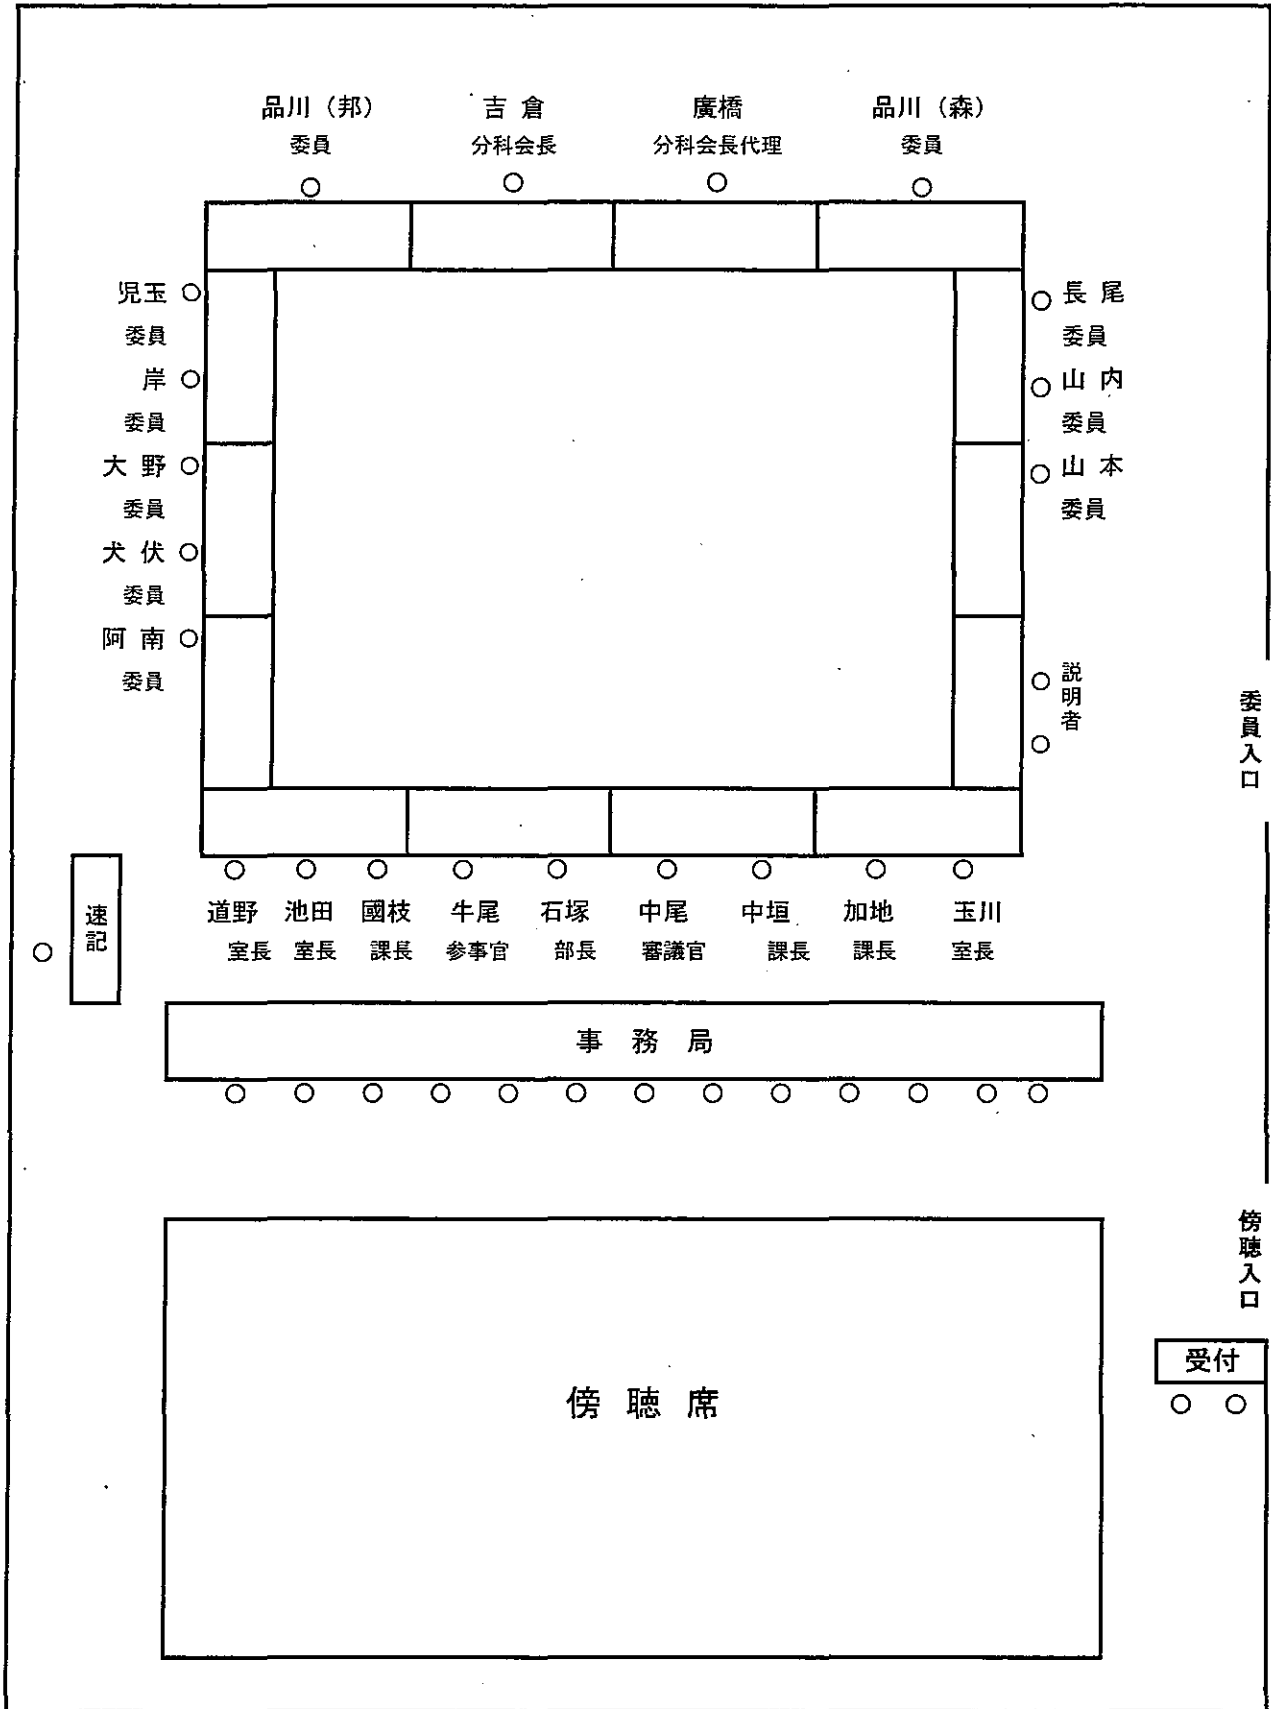 品川（邦） 吉 倉 廣橋 品川（森）
委員 分科会長 分科会長代理 委員
児玉 長 尾
委員 委員
岸 山 内
委員 委員
大 野 山 本
委員 委員
犬 伏
委員
阿 南
委員
説明者
委員入口
道野 池田 國枝 牛尾 石塚 中尾 中垣 加地 玉川
室長 室長 課長 参事官 部長 審議官 課長 課長 室長
速記
事 務 局
傍聴入口
受付
傍 聴 席